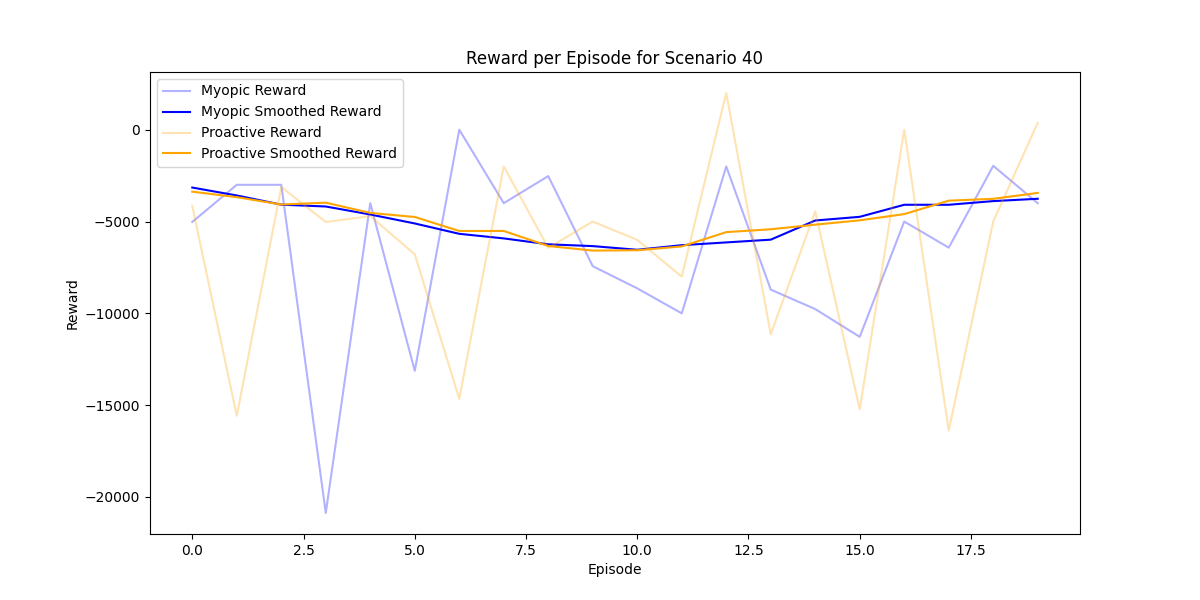 Reward per Episode for Scenario 40
Myopic Reward
Myopic Smoothed Reward
Proactive Reward
Proactive Smoothed Reward
0
−5000
−10000
−15000
−20000
Reward
0.0 2.5 5.0 7.5 10.0 12.5 15.0 17.5
Episode